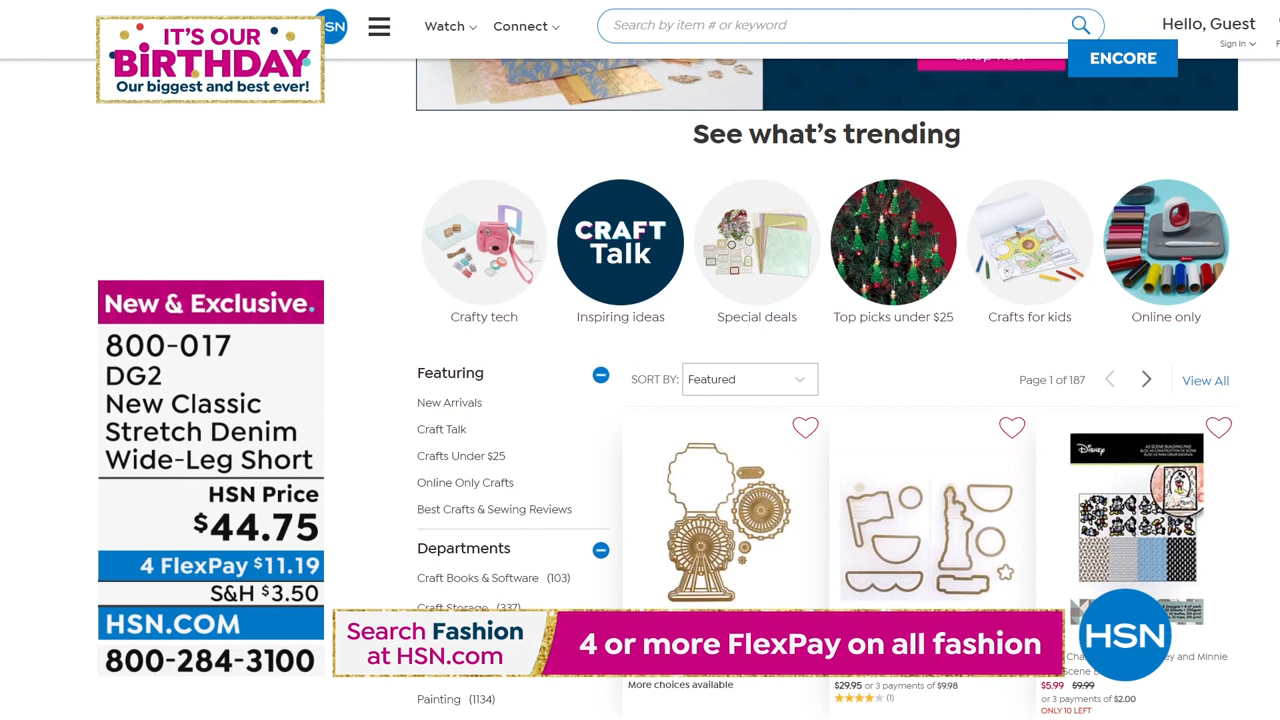 IT'S OUR
BiRTHDAY
Our biggest and best ever!
SN
Watch
Connect
Search by item # or keyword
Hello, Guest
Sign In
ENCORE
See what's trending
CRAFT
Talk
Crafty tech
Inspiring ideas
Special deals
Top picks under $25
Crafts for kids
Online only
New & Exclusive.
800-017
DG2
New Classic
Stretch Denim
Wide-Leg Short
HSN Price
$44.75
4 FlexPay $11.19
S&H $3.50
HSN.COM
800-284-3100
Featuring
New Arrivals
Craft Talk
Crafts Under $25
Online Only Crafts
Best Crafts & Sewing Reviews
Departments
Craft Books & Software (103)
Craft Storage (337)
Painting (1134)
SORT BY: Featured
Page 1 of 187
View All
Disney
Search Fashion
at HSN.com
4 or more FlexPay on all fashion
HSN
More choices available
$29.95 or 3 payments of $9.98
(1)
ey and Minnie
$5.99 $9.99
or 3 payments of $2.00
ONLY 10 LEFT